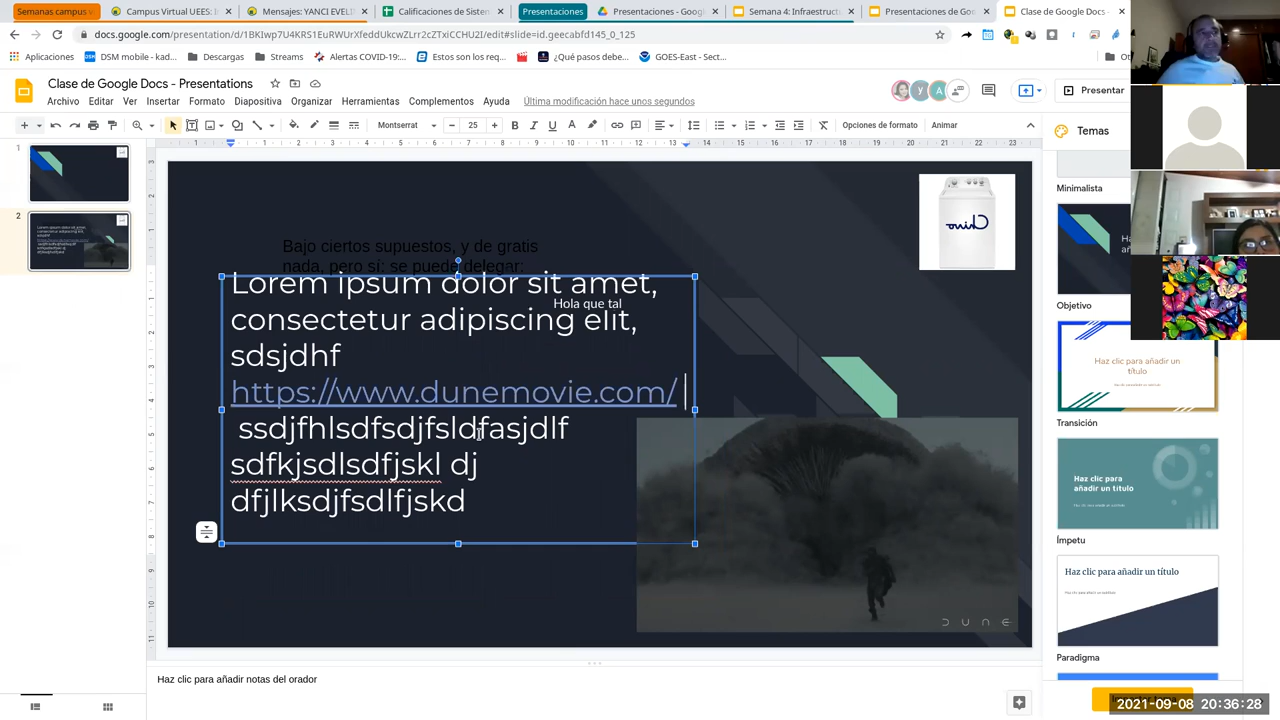 Semanas campus v
Campus Virtual UEES: I
Mensajes: YANCI EVELI
Calificaciones
Presentaciones
Presentaciones - Goog
Semana 4: Infraestruct
Presentaciones de Goo
Clase de Google Docs -
docs.google.com/presentation/d/1BKIwp7U4KRS1EuRWUrXfeddUkcwZLrr2cZTxiCCHU2I/edit#slide=id.geecabfd145_0_125
Aplicaciones
DSM mobile - kad...
Descargas
Streams
Alertas COVID-19:...
Estos son los req...
¿Qué pasos debe...
GOES-East - Sect...
Clase de Google Docs - Presentations
Archivo Editar Ver Insertar Formato Diapositiva Organizar Herramientas Complementos Ayuda Última modificación hace unos segundos
Presentar
Montserrat
25
Opciones de formato
Animar
Temas
1
2
Chino
Bajo ciertos supuestos, y de gratis
nada, pero sí: se puede delegar:
Lorem ipsum dolor sit amet,
Hola que tal
consectetur adipiscing elit,
sdsjdhf
https://www.dunemovie.com/
ssdjfhlsdfsdjfsldfasjdlf
sdfkjsdlsdfjskl dj
dfjlksdjfsdlfjskd
DUNE
Minimalista
Objetivo
Haz clic para añadir un
título
Transición
Haz clic para añadir un
título
Ímpetu
Haz clic para añadir un título
Paradigma
Haz clic para añadir notas del orador
2021-09-08 20:36:28